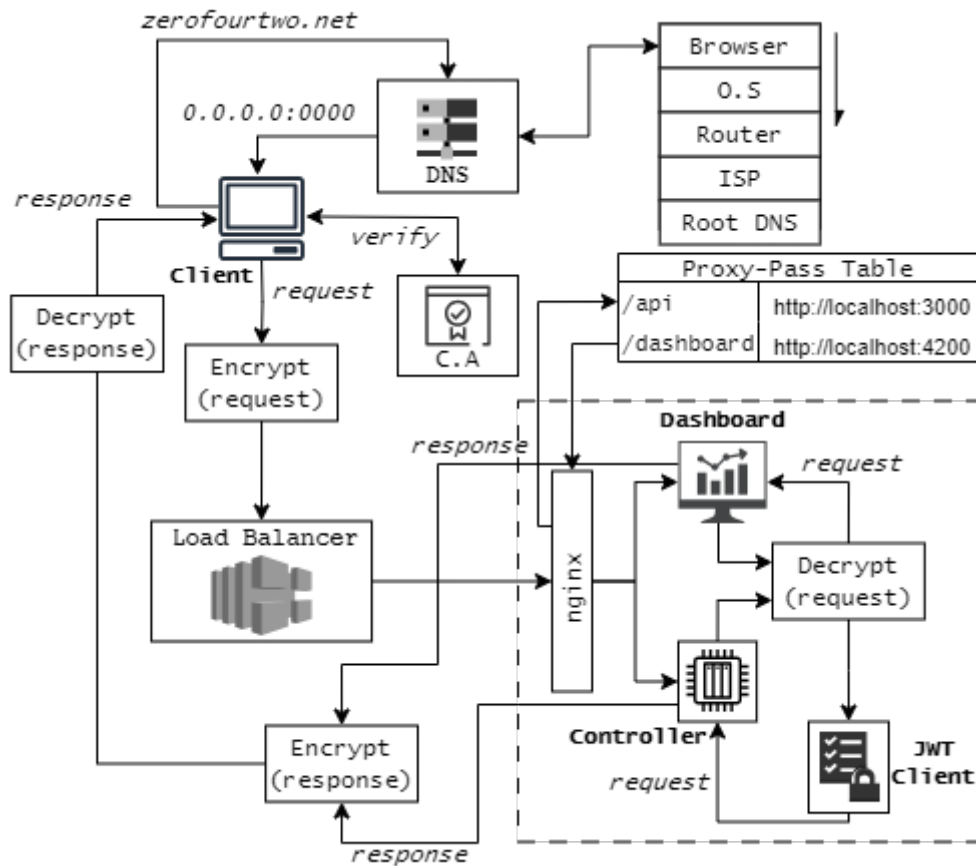 zerofourtwo.net
Browser
O.S
Router
ISP
Root DNS
0.0.0.0:0000
DNS
response
verify
Client
request
C.A
Proxy-Pass Table
/api
http://localhost:3000
/dashboard
http://localhost:4200
Decrypt
(response)
Encrypt
(request)
Dashboard
response
request
Load Balancer
nginx
Decrypt
(request)
Controller
Encrypt
(response)
JWT
Client
request
response